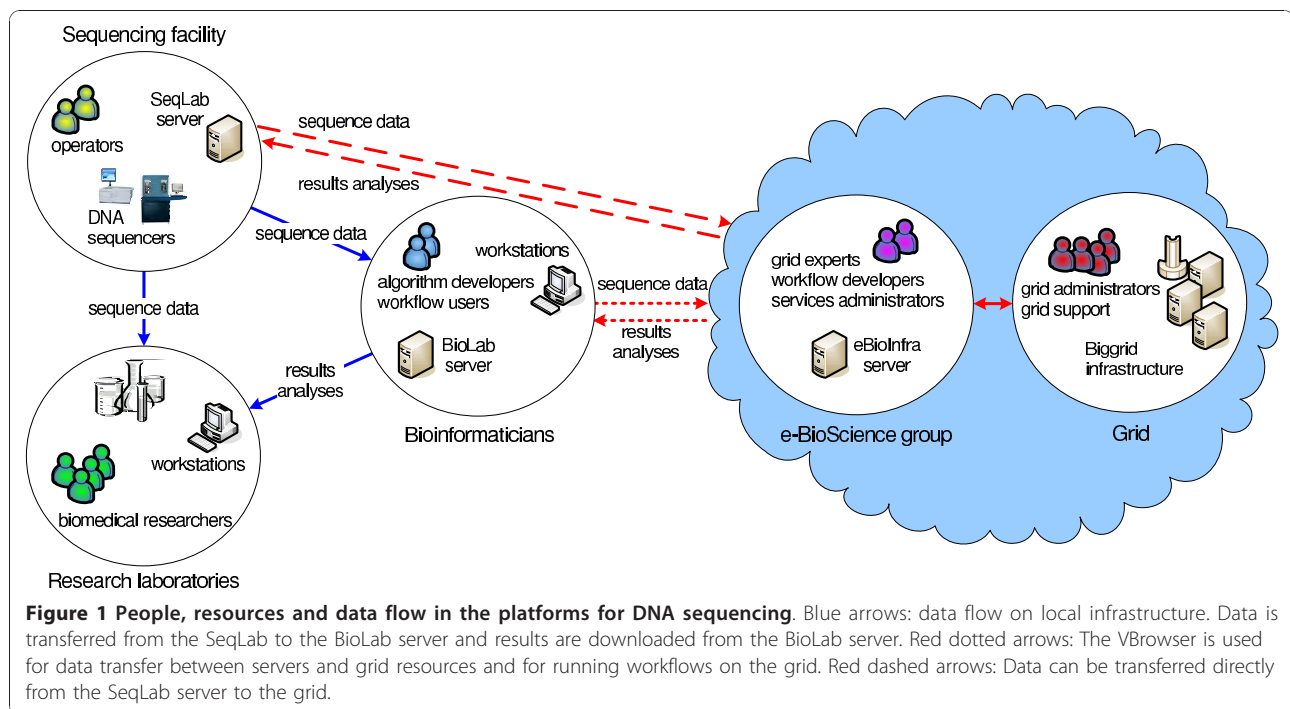 Sequencing facility
SeqLab
server
operators
DNA
sequencers
sequence data
results analyses
sequence data
sequence data
algorithm developers
workflow users
workstations
BioLab
server
Bioinformaticians
sequence data
results
analyses
results
analyses
workstations
biomedical researchers
Research laboratories
grid experts
workflow developers
services administrators
eBioInfra
server
e-BioScience group
grid administrators
grid support
Biggrid
infrastructure
Grid
Figure 1 People, resources and data flow in the platforms for DNA sequencing. Blue arrows: data flow on local infrastructure. Data is
transferred from the SeqLab to the BioLab server and results are downloaded from the BioLab server. Red dotted arrows: The VBrowser is used
for data transfer between servers and grid resources and for running workflows on the grid. Red dashed arrows: Data can be transferred directly
from the SeqLab server to the grid.